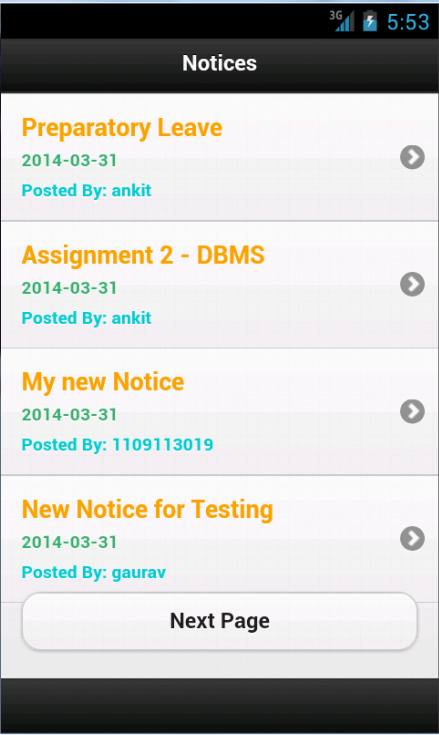 3G 5:53
Notices
Preparatory Leave
2014-03-31
Posted By: ankit
Assignment 2 - DBMS
2014-03-31
Posted By: ankit
My new Notice
2014-03-31
Posted By: 1109113019
New Notice for Testing
2014-03-31
Posted By: gaurav
Next Page